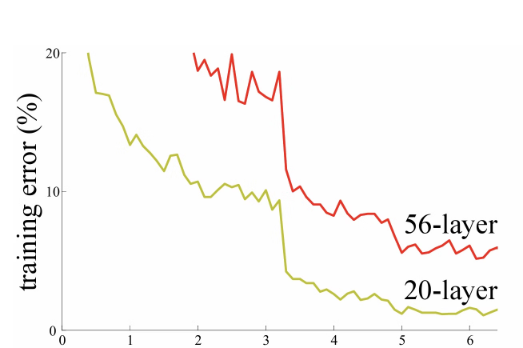 training error (%)
20
10
0
56-layer
20-layer
0 1 2 3 4 5 6